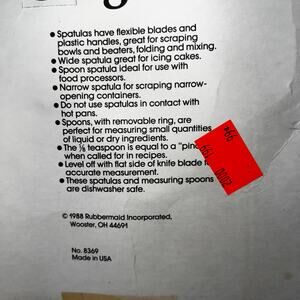 • Spatulas have flexible blades and
plastic handles, great for scraping
bowls and beaters, folding and mixing.
• Wide spatula great for icing cakes.
• Spoon spatula ideal for use with
food processors.
• Narrow spatula for scraping narrow-
opening containers.
• Do not use spatulas in contact with
hot pans.
• Spoons, with removable ring, are
perfect for measuring small quantities
of liquid or dry ingredients.
• The ⅛ teaspoon is equal to a
when called for in recipes.
• Level off with flat side of knife blade
accurate measurement.
• These spatulas and measuring spoons
are dishwasher safe.
© 1988 Rubbermaid Incorporated,
Wooster, OH 44691
No. 8369
Made in USA
99¢